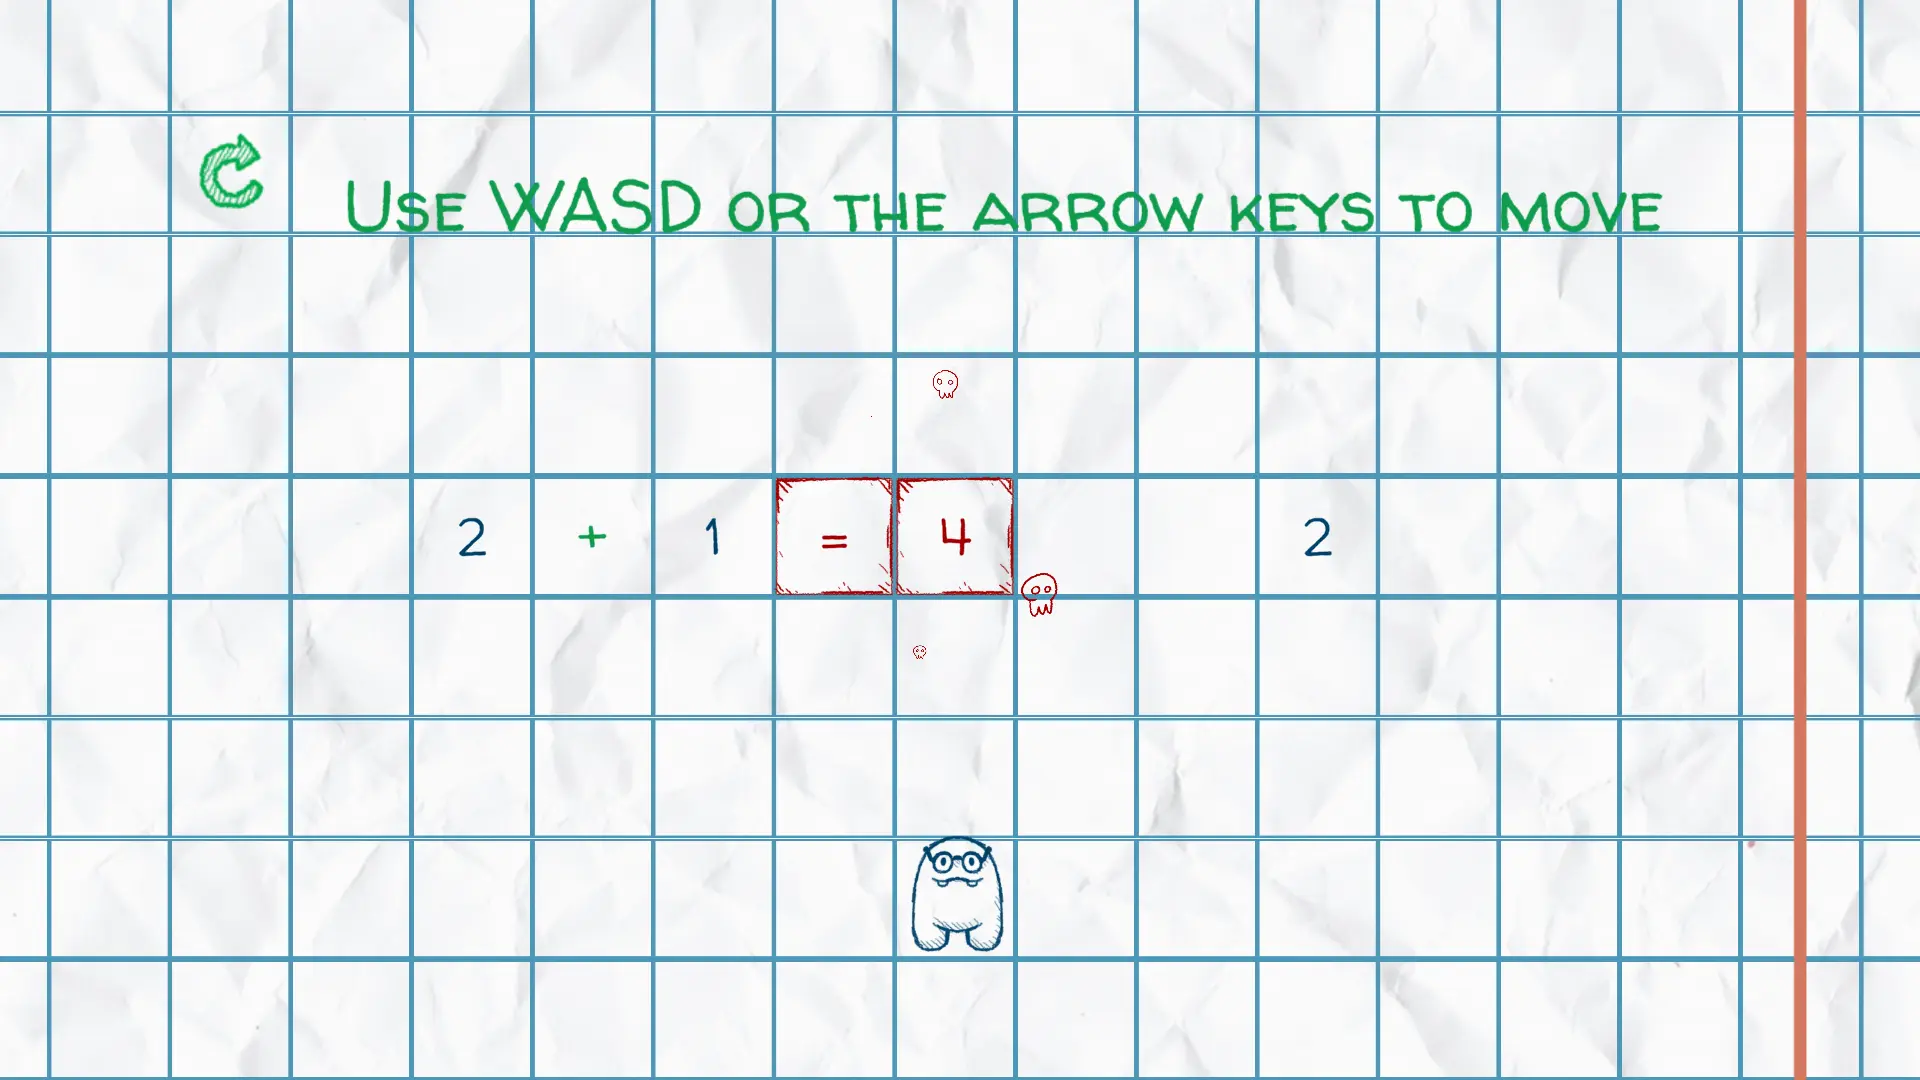 Use WASD or the arrow keys to move
2 + 1 = 4 2